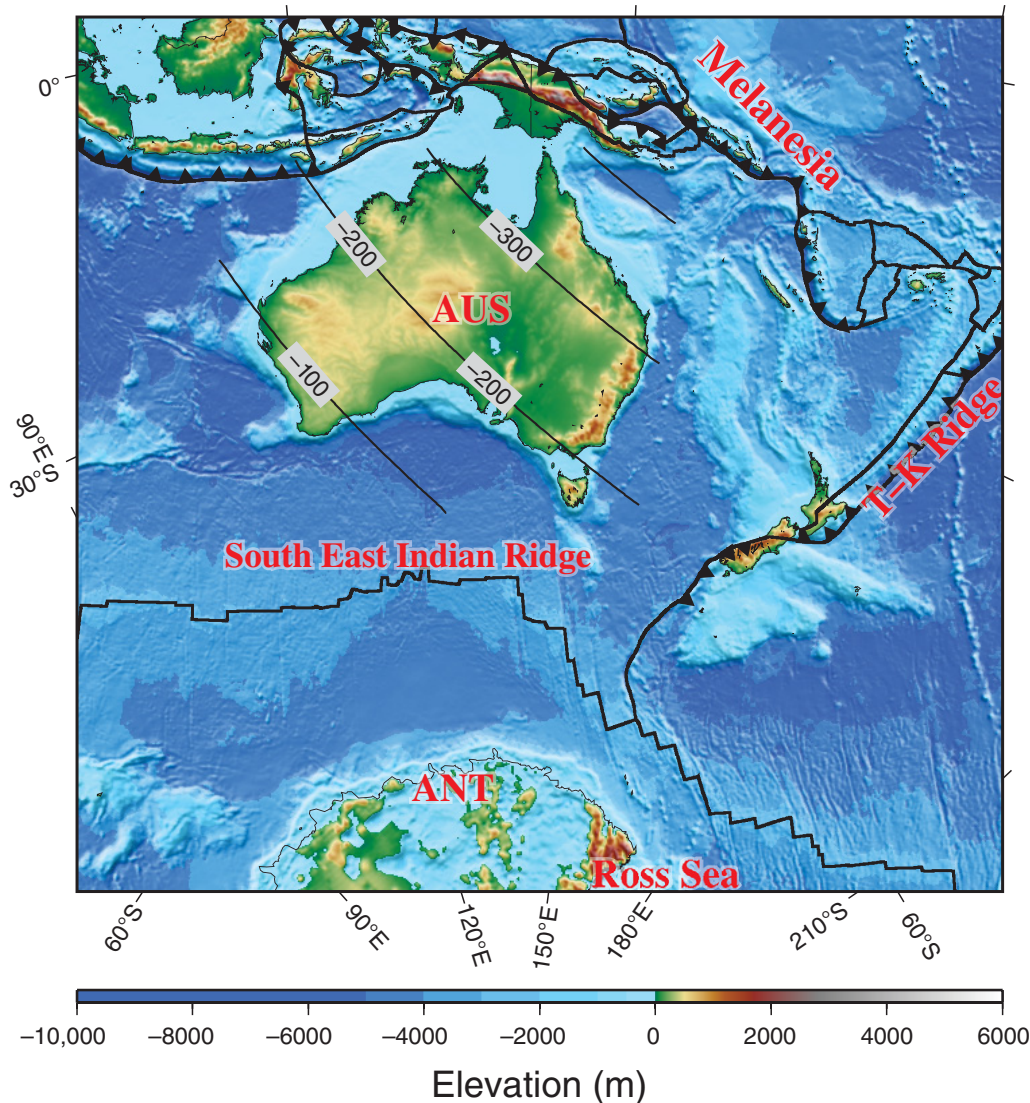 0°
Melanesia
−200
−300
AUS
−100
−200
T−K Ridge
90°E
30°S
South East Indian Ridge
ANT
Ross Sea
60°S
90°E
120°E
150°E
180°E
210°S
60°S
−10,000
−8000
−6000
−4000
−2000
0
2000
4000
6000
Elevation (m)